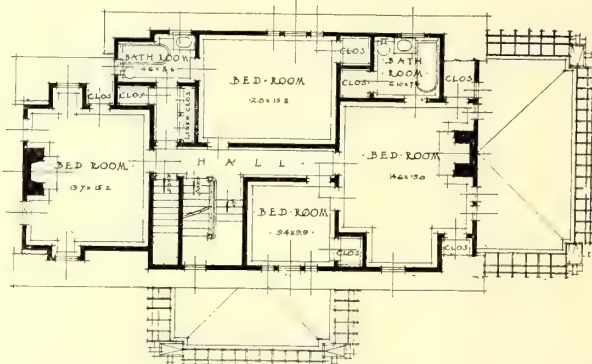 BATH ROOM
CLOS.
BATH
ROOM
BED-ROOM
12.0 x 15.3
CLOS.
CLOS.
CLOS.
CLOS.
LINEN CLOS.
HALL
BED ROOM
13.7 x 15.2
BED-ROOM
14.6 x 15.0
BED-ROOM
9.4 x 9.9
CLOS.
CLOS.